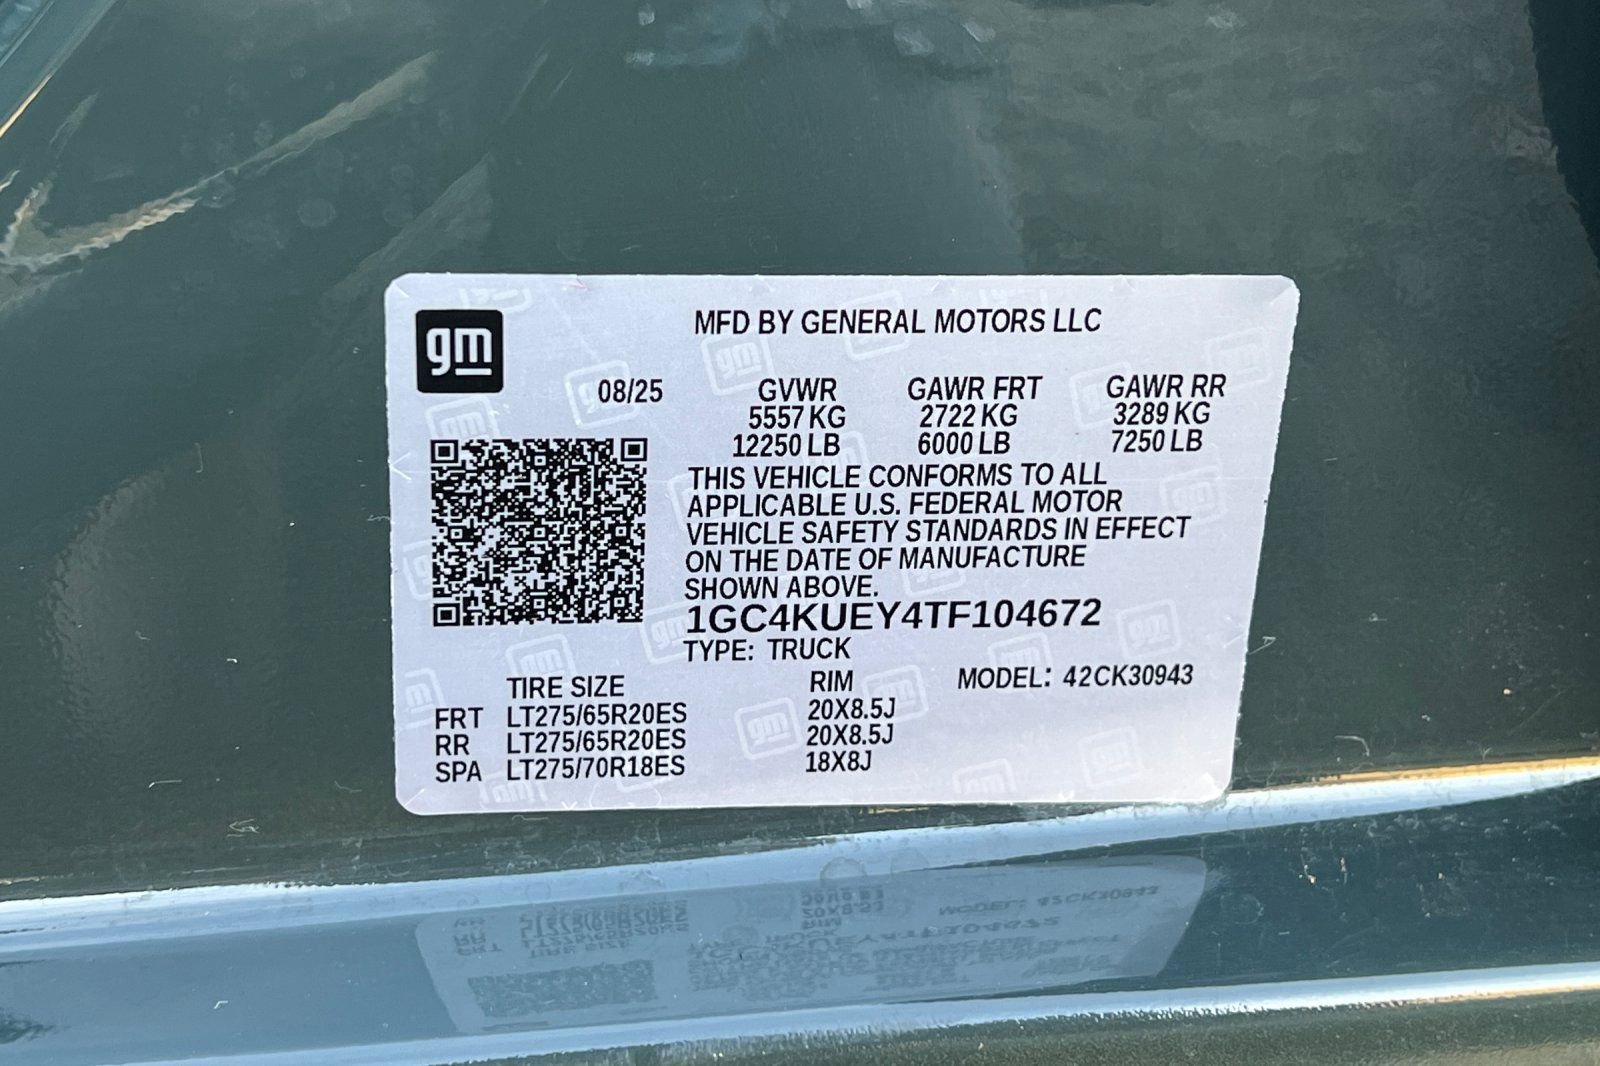 gm
MFD BY GENERAL MOTORS LLC
08/25 GVWR GAWR FRT GAWR RR
5557 KG 2722 KG 3289 KG
12250 LB 6000 LB 7250 LB
THIS VEHICLE CONFORMS TO ALL
APPLICABLE U.S. FEDERAL MOTOR
VEHICLE SAFETY STANDARDS IN EFFECT
ON THE DATE OF MANUFACTURE
SHOWN ABOVE.
1GC4KUEY4TF104672
TYPE: TRUCK
TIRE SIZE RIM MODEL: 42CK30943
FRT LT275/65R20ES 20X8.5J
RR LT275/65R20ES 20X8.5J
SPA LT275/70R18ES 18X8J